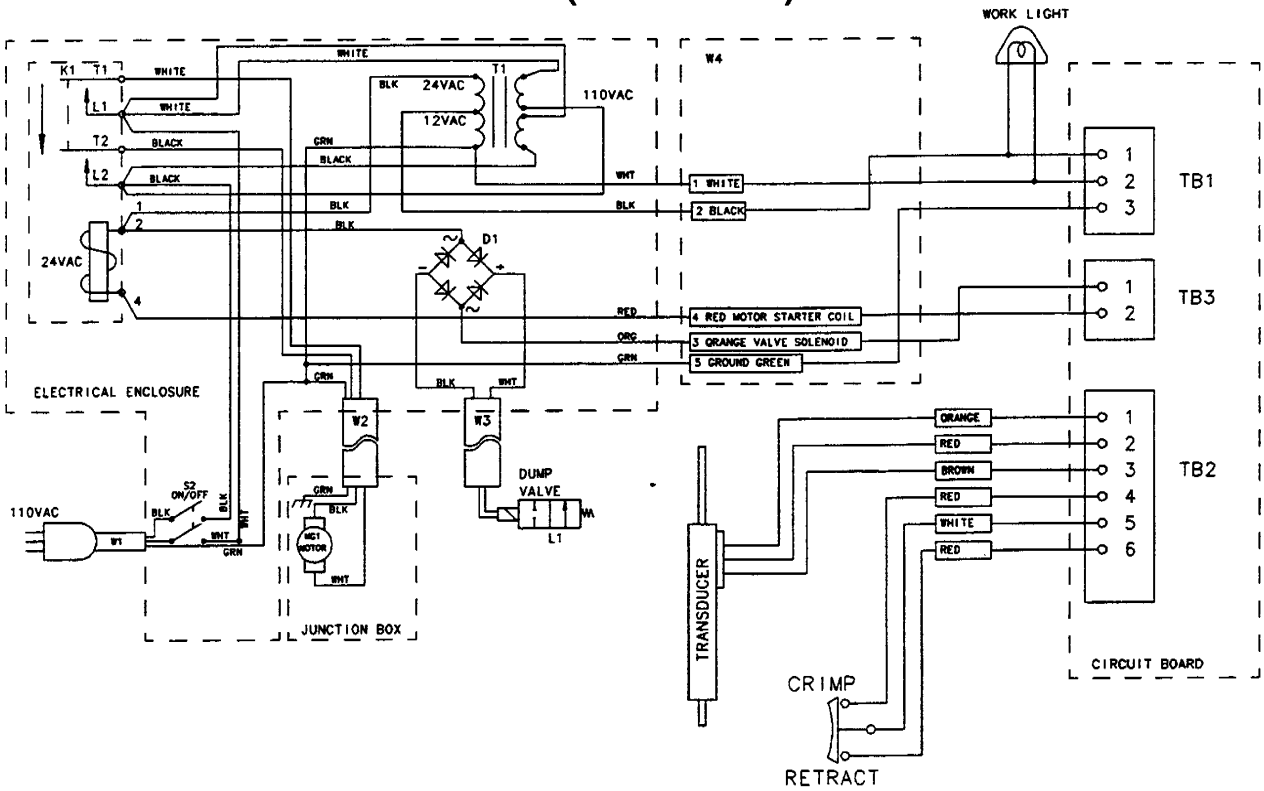 WORK LIGHT
WHITE
W4
K1 T1
WHITE
BLK
24VAC
T1
110VAC
L1
WHITE
12VAC
T2
BLACK
GRN
BLACK
L2
BLACK
WHT
1 WHITE
1
2
3
TB1
1
BLK
BLK
2 BLACK
2
BLK
D1
24VAC
-
+
4
RED
4 RED MOTOR STARTER COIL
1
2
TB3
ORG
3 ORANGE VALVE SOLENOID
GRN
5 GROUND GREEN
ELECTRICAL ENCLOSURE
GRN
BLK
WHT
W2
W3
ORANGE
RED
BROWN
RED
WHITE
RED
1
2
3
4
5
6
TB2
S2
ON/OFF
BLK
BLK
WHT
WHT
GRN
110VAC
W1
GRN
BLK
MG1
MOTOR
WHT
JUNCTION BOX
DUMP
VALVE
L1
TRANSDUCER
CIRCUIT BOARD
CRIMP
RETRACT